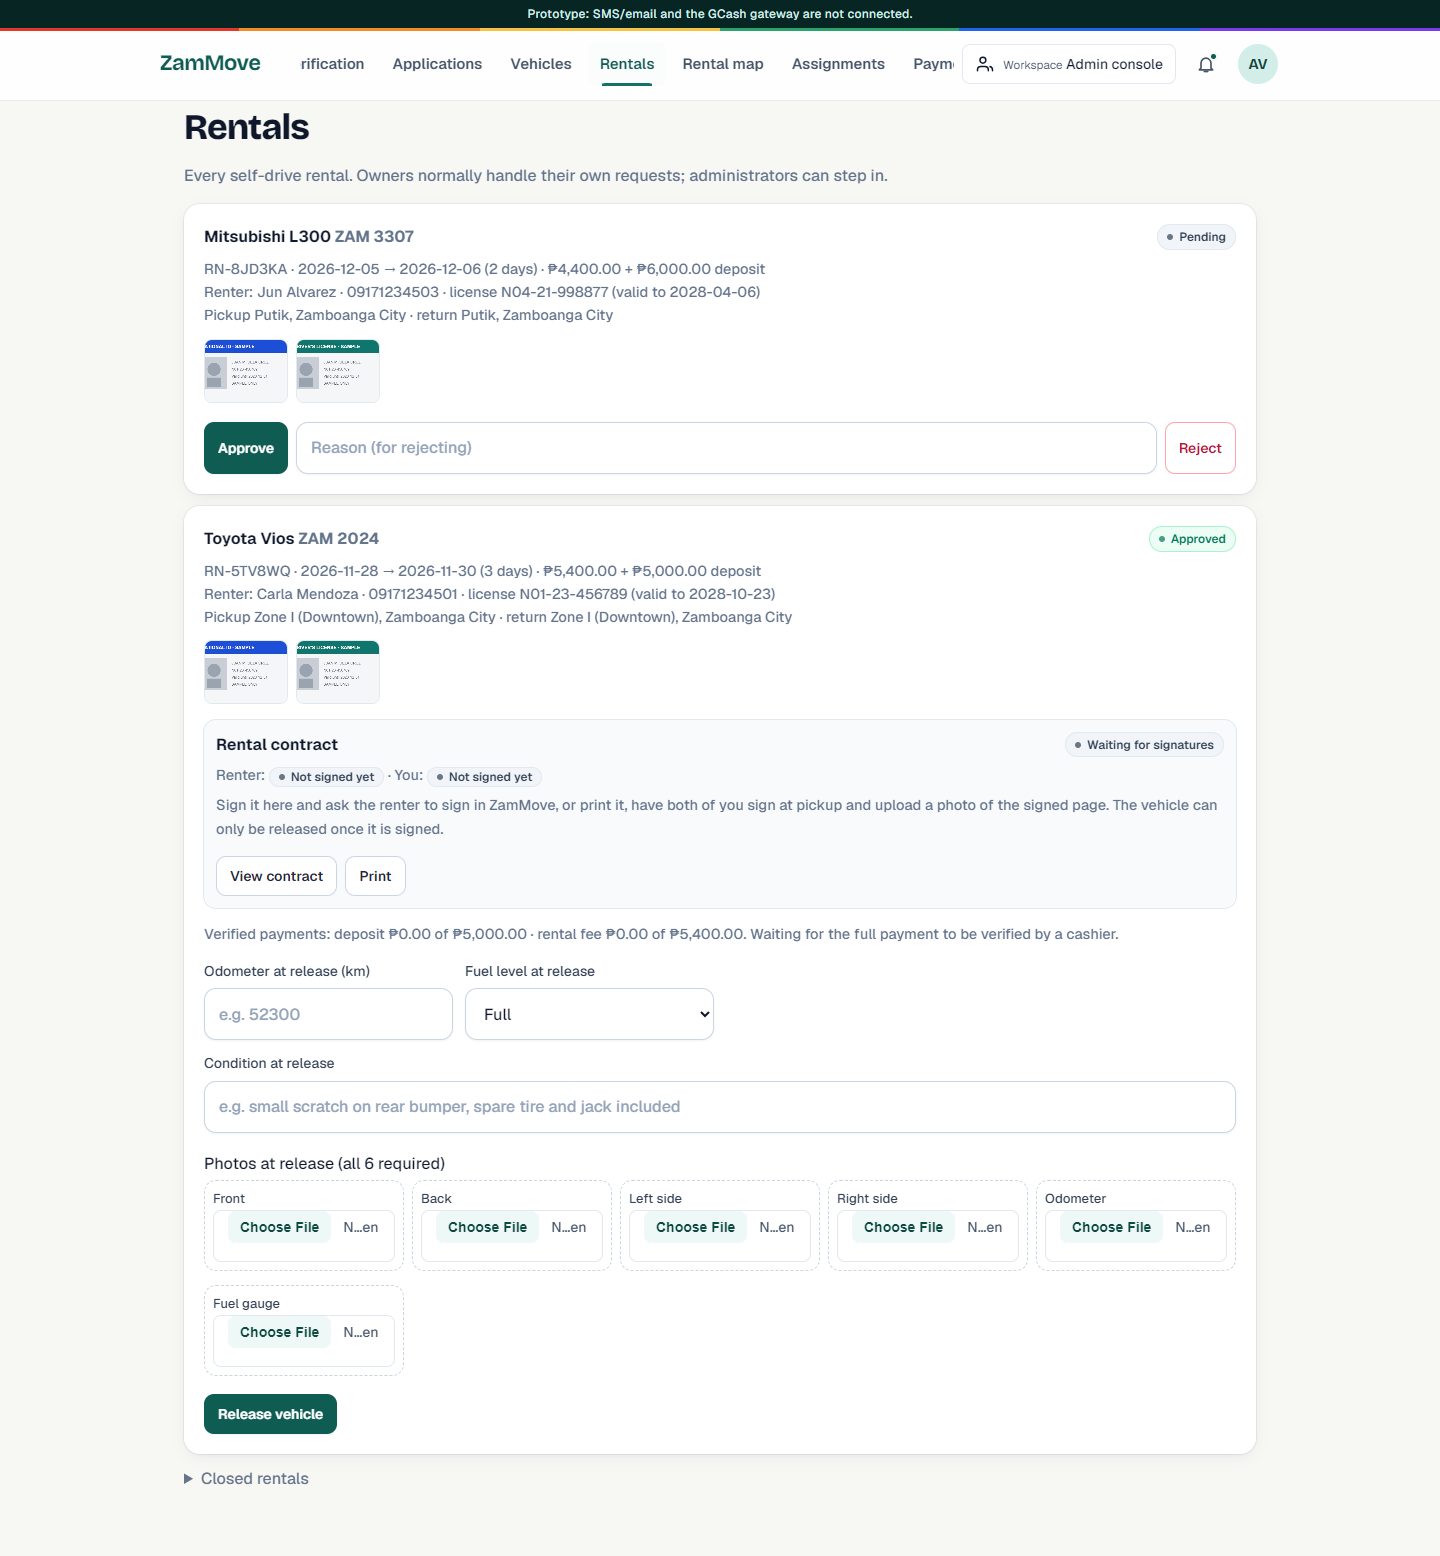 Prototype: SMS/email and the GCash gateway are not connected.
ZamMove
rification
Applications
Vehicles
Rentals
Rental map
Assignments
Paym
Workspace Admin console
AV
Rentals
Every self-drive rental. Owners normally handle their own requests; administrators can step in.
Mitsubishi L300 ZAM 3307
Pending
RN-8JD3KA · 2026-12-05 → 2026-12-06 (2 days) · ₱4,400.00 + ₱6,000.00 deposit
Renter: Jun Alvarez · 09171234503 · license N04-21-998877 (valid to 2028-04-06)
Pickup Putik, Zamboanga City · return Putik, Zamboanga City
Approve
Reason (for rejecting)
Reject
Toyota Vios ZAM 2024
Approved
RN-5TV8WQ · 2026-11-28 → 2026-11-30 (3 days) · ₱5,400.00 + ₱5,000.00 deposit
Renter: Carla Mendoza · 09171234501 · license N01-23-456789 (valid to 2028-10-23)
Pickup Zone I (Downtown), Zamboanga City · return Zone I (Downtown), Zamboanga City
Rental contract
Waiting for signatures
Renter: Not signed yet · You: Not signed yet
Sign it here and ask the renter to sign in ZamMove, or print it, have both of you sign at pickup and upload a photo of the signed page. The vehicle can
only be released once it is signed.
View contract
Print
Verified payments: deposit ₱0.00 of ₱5,000.00 · rental fee ₱0.00 of ₱5,400.00. Waiting for the full payment to be verified by a cashier.
Odometer at release (km)
Fuel level at release
e.g. 52300
Full
Condition at release
e.g. small scratch on rear bumper, spare tire and jack included
Photos at release (all 6 required)
Front
Back
Left side
Right side
Odometer
Choose File N...en
Choose File N...en
Choose File N...en
Choose File N...en
Choose File N...en
Fuel gauge
Choose File N...en
Release vehicle
Closed rentals